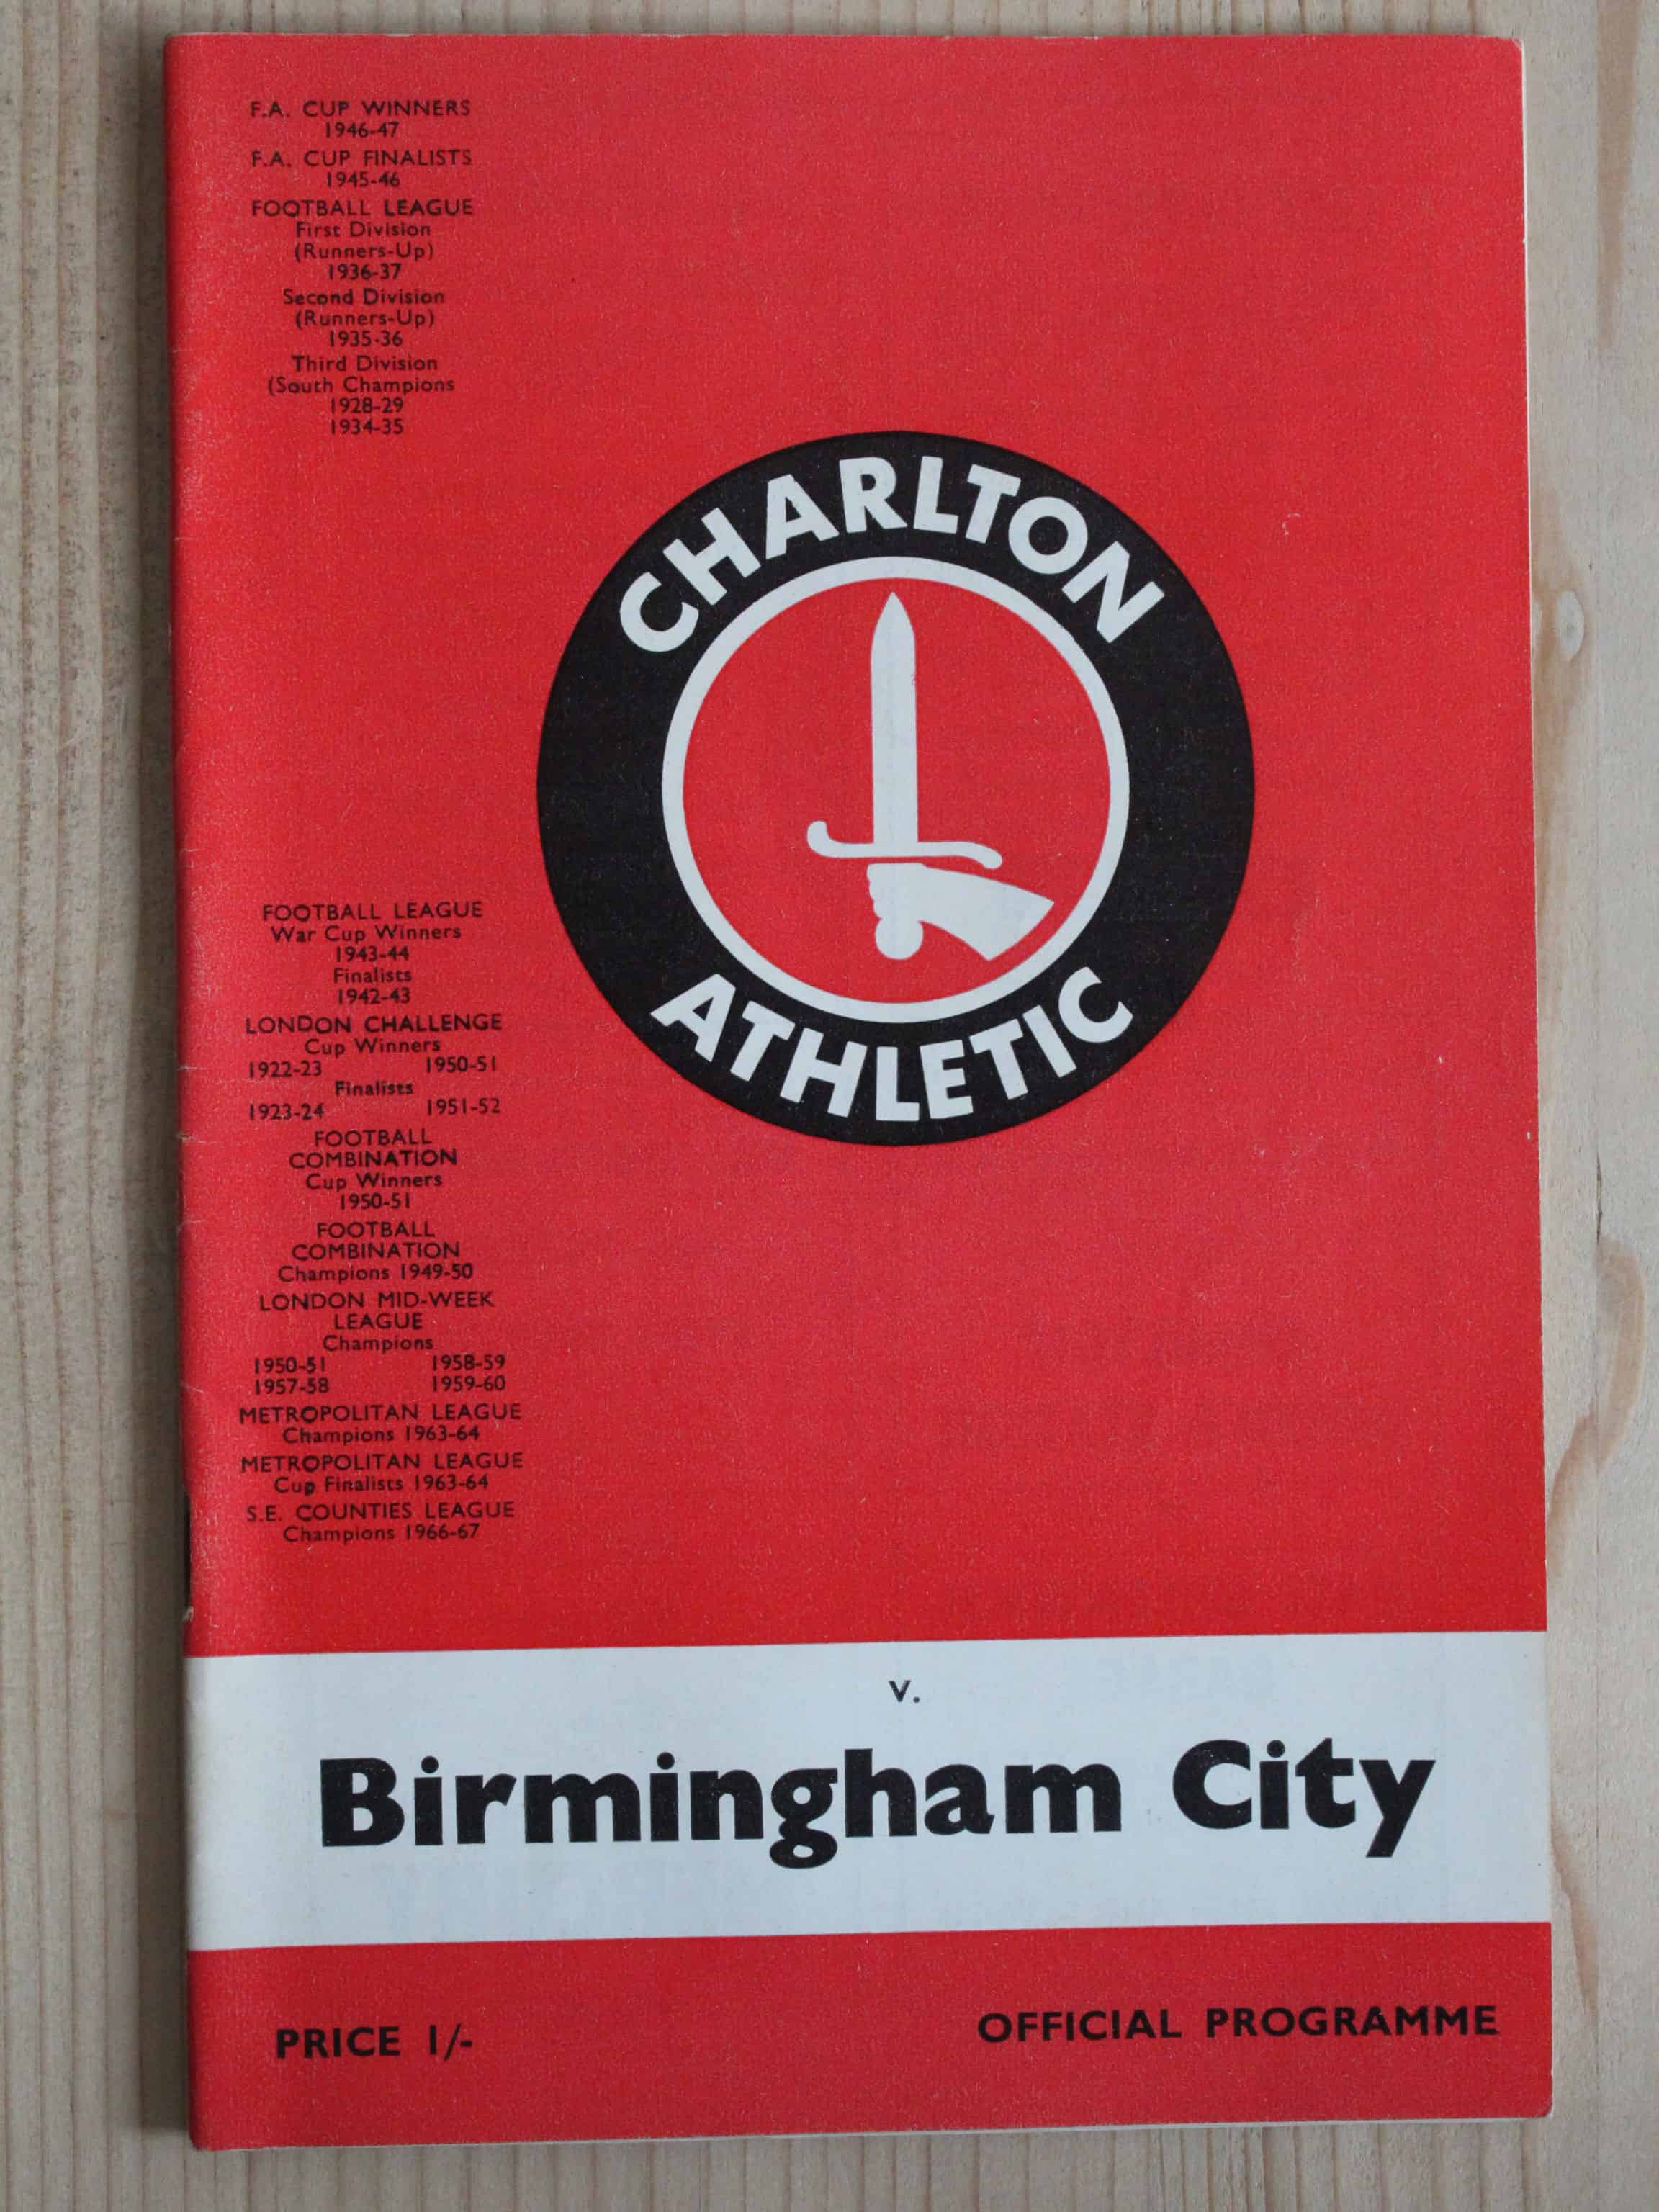 F.A. CUP WINNERS
1946-47
F.A. CUP FINALISTS
1945-46
FOOTBALL LEAGUE
First Division
(Runners-Up)
1936-37
Second Division
(Runners-Up)
1935-36
Third Division
(South Champions
1928-29
1934-35
CHARLTON
ATHLETIC
FOOTBALL LEAGUE
War Cup Winners
1943-44
Finalists
1942-43
LONDON CHALLENGE
Cup Winners
1922-23 1950-51
Finalists
1923-24 1951-52
FOOTBALL
COMBINATION
Cup Winners
1950-51
FOOTBALL
COMBINATION
Champions 1949-50
LONDON MID-WEEK
LEAGUE
Champions
1950-51 1958-59
1957-58 1959-60
METROPOLITAN LEAGUE
Champions 1963-64
METROPOLITAN LEAGUE
Cup Finalists 1963-64
S.E. COUNTIES LEAGUE
Champions 1966-67
v.
Birmingham City
PRICE 1/- OFFICIAL PROGRAMME